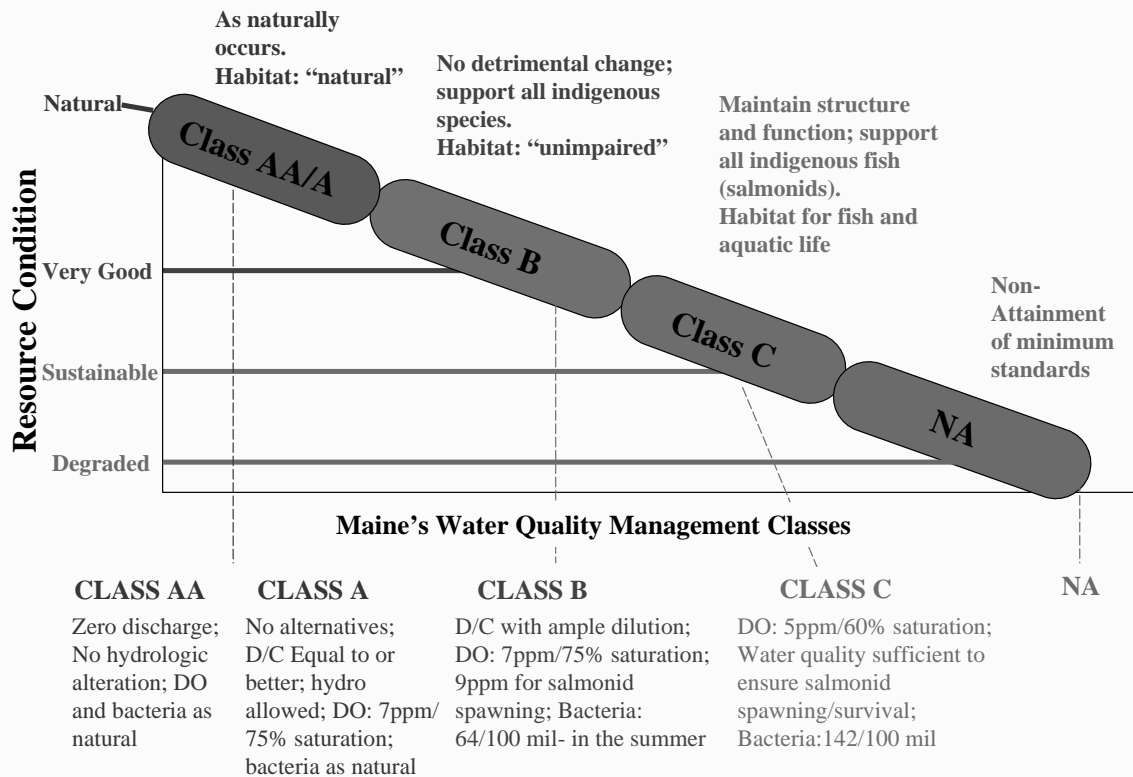 As naturally
occurs.
Habitat: “natural”
No detrimental change;
support all indigenous
species.
Habitat: “unimpaired”
Maintain structure
and function; support
all indigenous fish
(salmonids).
Habitat for fish and
aquatic life
Non-
Attainment
of minimum
standards
Resource Condition
Natural
Very Good
Sustainable
Degraded
Class AA/A
Class B
Class C
NA
Maine’s Water Quality Management Classes
CLASS AA
Zero discharge;
No hydrologic
alteration; DO
and bacteria as
natural
CLASS A
No alternatives;
D/C Equal to or
better; hydro
allowed; DO: 7ppm/
75% saturation;
bacteria as natural
CLASS B
D/C with ample dilution;
DO: 7ppm/75% saturation;
9ppm for salmonid
spawning; Bacteria:
64/100 mil- in the summer
CLASS C
DO: 5ppm/60% saturation;
Water quality sufficient to
ensure salmonid
spawning/survival;
Bacteria:142/100 mil
NA